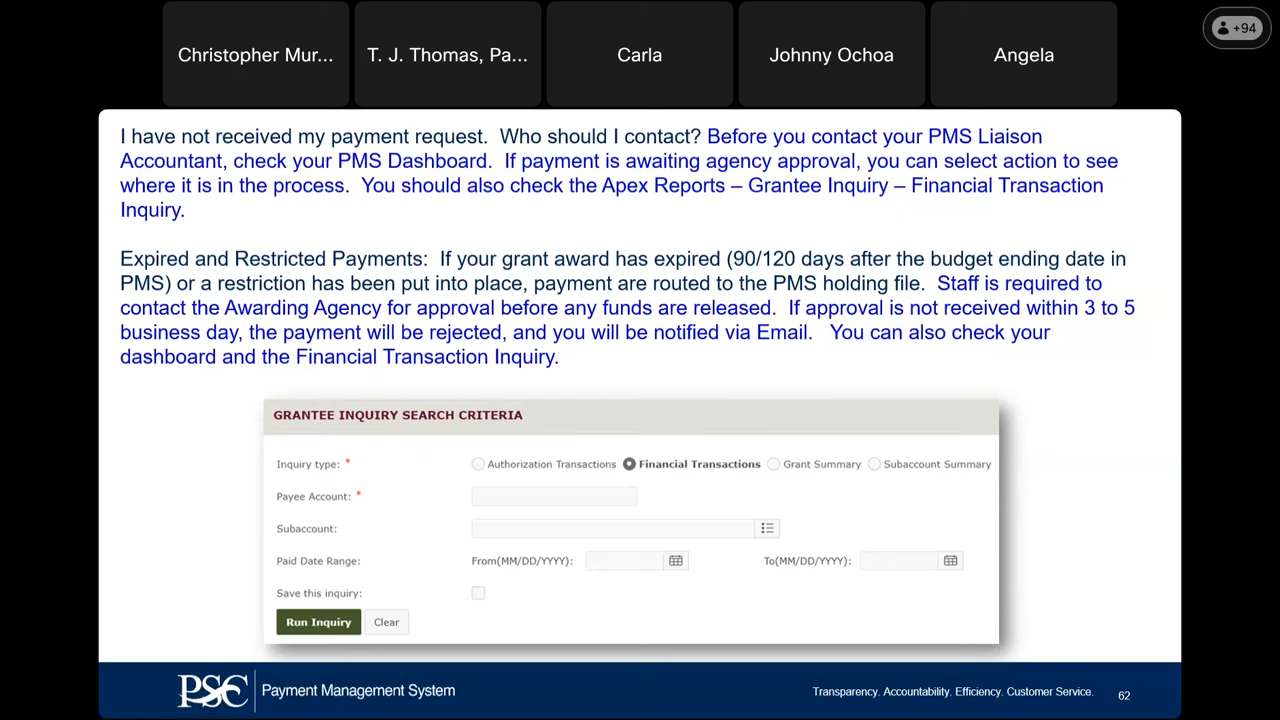 Christopher Mur...
T. J. Thomas, Pa...
Carla
Johnny Ochoa
Angela
+94
I have not received my payment request.  Who should I contact? Before you contact your PMS Liaison
Accountant, check your PMS Dashboard.  If payment is awaiting agency approval, you can select action to see
where it is in the process.  You should also check the Apex Reports – Grantee Inquiry – Financial Transaction
Inquiry.
Expired and Restricted Payments:  If your grant award has expired (90/120 days after the budget ending date in
PMS) or a restriction has been put into place, payment are routed to the PMS holding file.  Staff is required to
contact the Awarding Agency for approval before any funds are released.  If approval is not received within 3 to 5
business day, the payment will be rejected, and you will be notified via Email.   You can also check your
dashboard and the Financial Transaction Inquiry.
GRANTEE INQUIRY SEARCH CRITERIA
Inquiry type: * Authorization Transactions Financial Transactions Grant Summary Subaccount Summary
Payee Account: *
Subaccount:
Paid Date Range: From(MM/DD/YYYY): To(MM/DD/YYYY):
Save this inquiry:
Run Inquiry Clear
PSC Payment Management System
Transparency. Accountability. Efficiency. Customer Service. 62